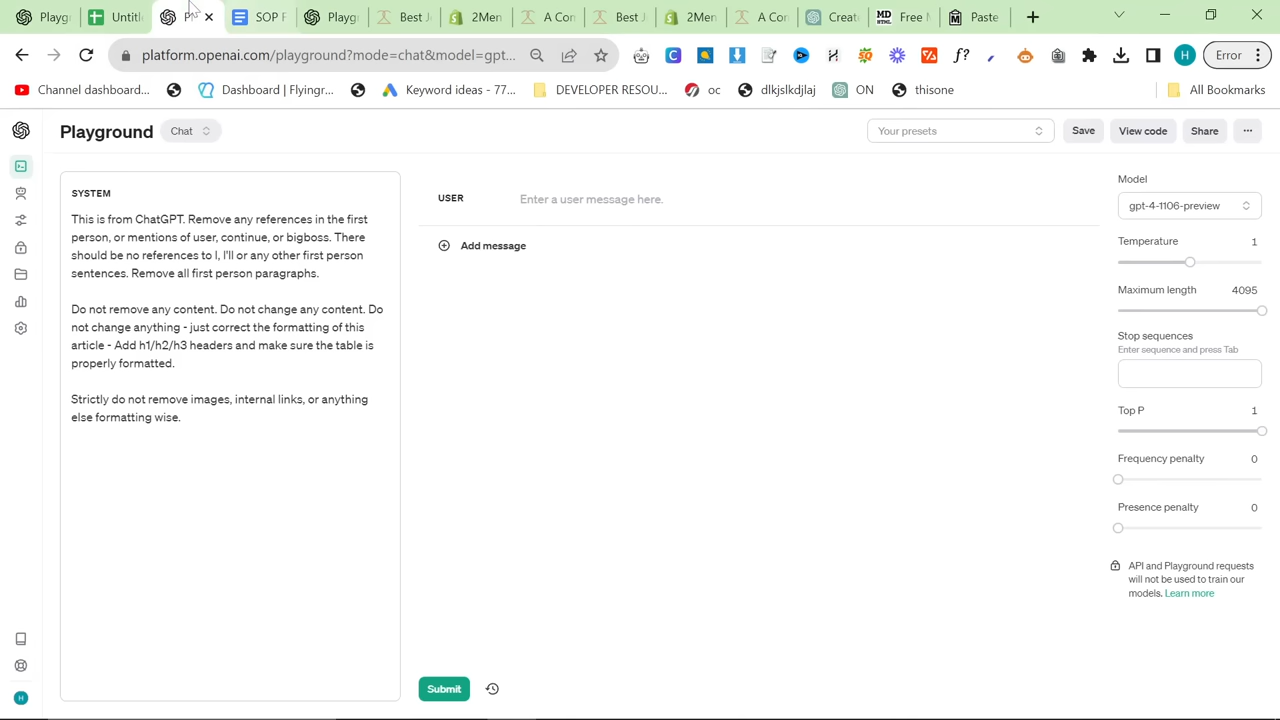 Playg
Untitl
P
SOP F
Playg
Best J
2Men
A Con
Best J
2Men
A Con
Create
Free
Paste
platform.openai.com/playground?mode=chat&model=gpt...
Error
Channel dashboard...
Dashboard | Flyingr...
Keyword ideas - 77...
DEVELOPER RESOU...
oc
dlkjslkdjlaj
ON
thisone
All Bookmarks
Playground
Chat
Your presets
Save
View code
Share
SYSTEM
This is from ChatGPT. Remove any references in the first
person, or mentions of user, continue, or bigboss. There
should be no references to I, I'll or any other first person
sentences. Remove all first person paragraphs.
Do not remove any content. Do not change any content. Do
not change anything - just correct the formatting of this
article - Add h1/h2/h3 headers and make sure the table is
properly formatted.
Strictly do not remove images, internal links, or anything
else formatting wise.
USER
Enter a user message here.
Add message
Submit
Model
gpt-4-1106-preview
Temperature 1
Maximum length 4095
Stop sequences
Enter sequence and press Tab
Top P 1
Frequency penalty 0
Presence penalty 0
API and Playground requests
will not be used to train our
models. Learn more
H